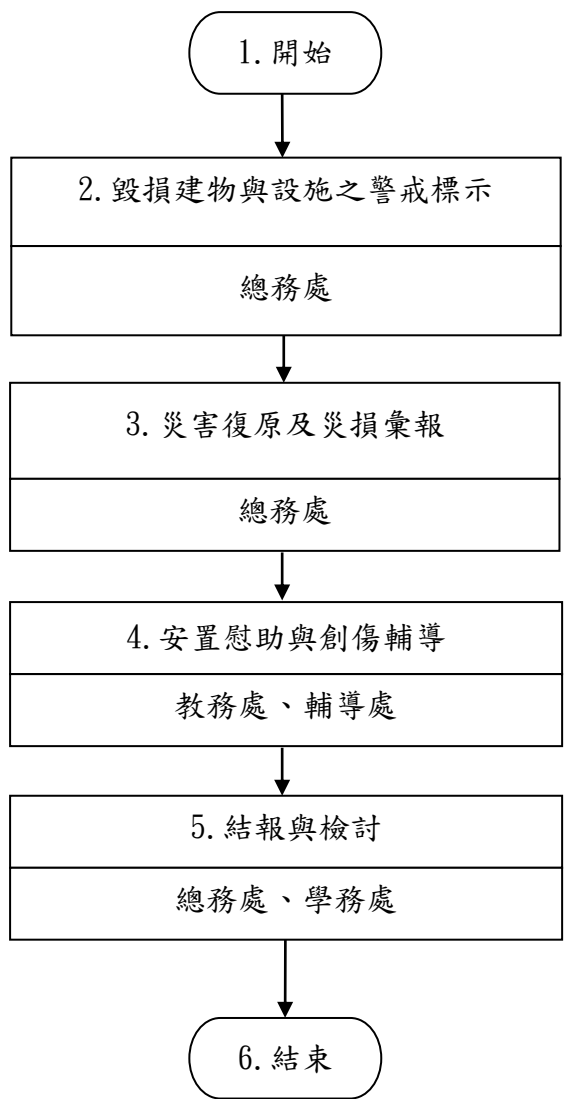 1.開始
2.毀損建物與設施之警戒標示
總務處
3.災害復原及災損彙報
總務處
4.安置慰助與創傷輔導
教務處、輔導處
5.結報與檢討
總務處、學務處
6.結束